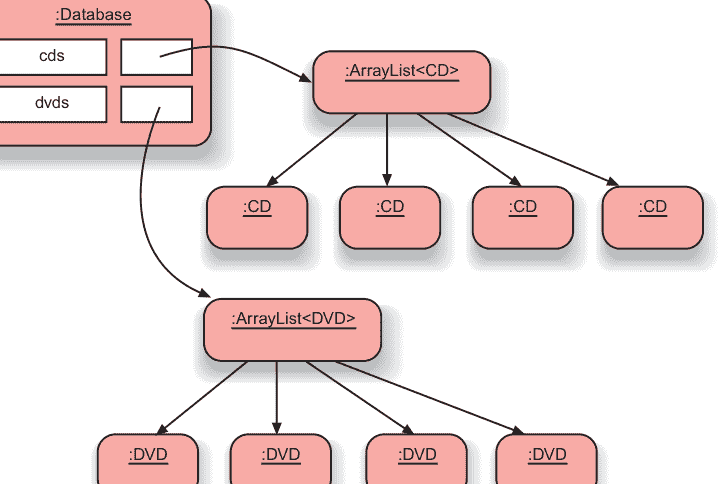 :Database
cds
dvds
:ArrayList<CD>
:CD
:CD
:CD
:CD
:ArrayList<DVD>
:DVD
:DVD
:DVD
:DVD